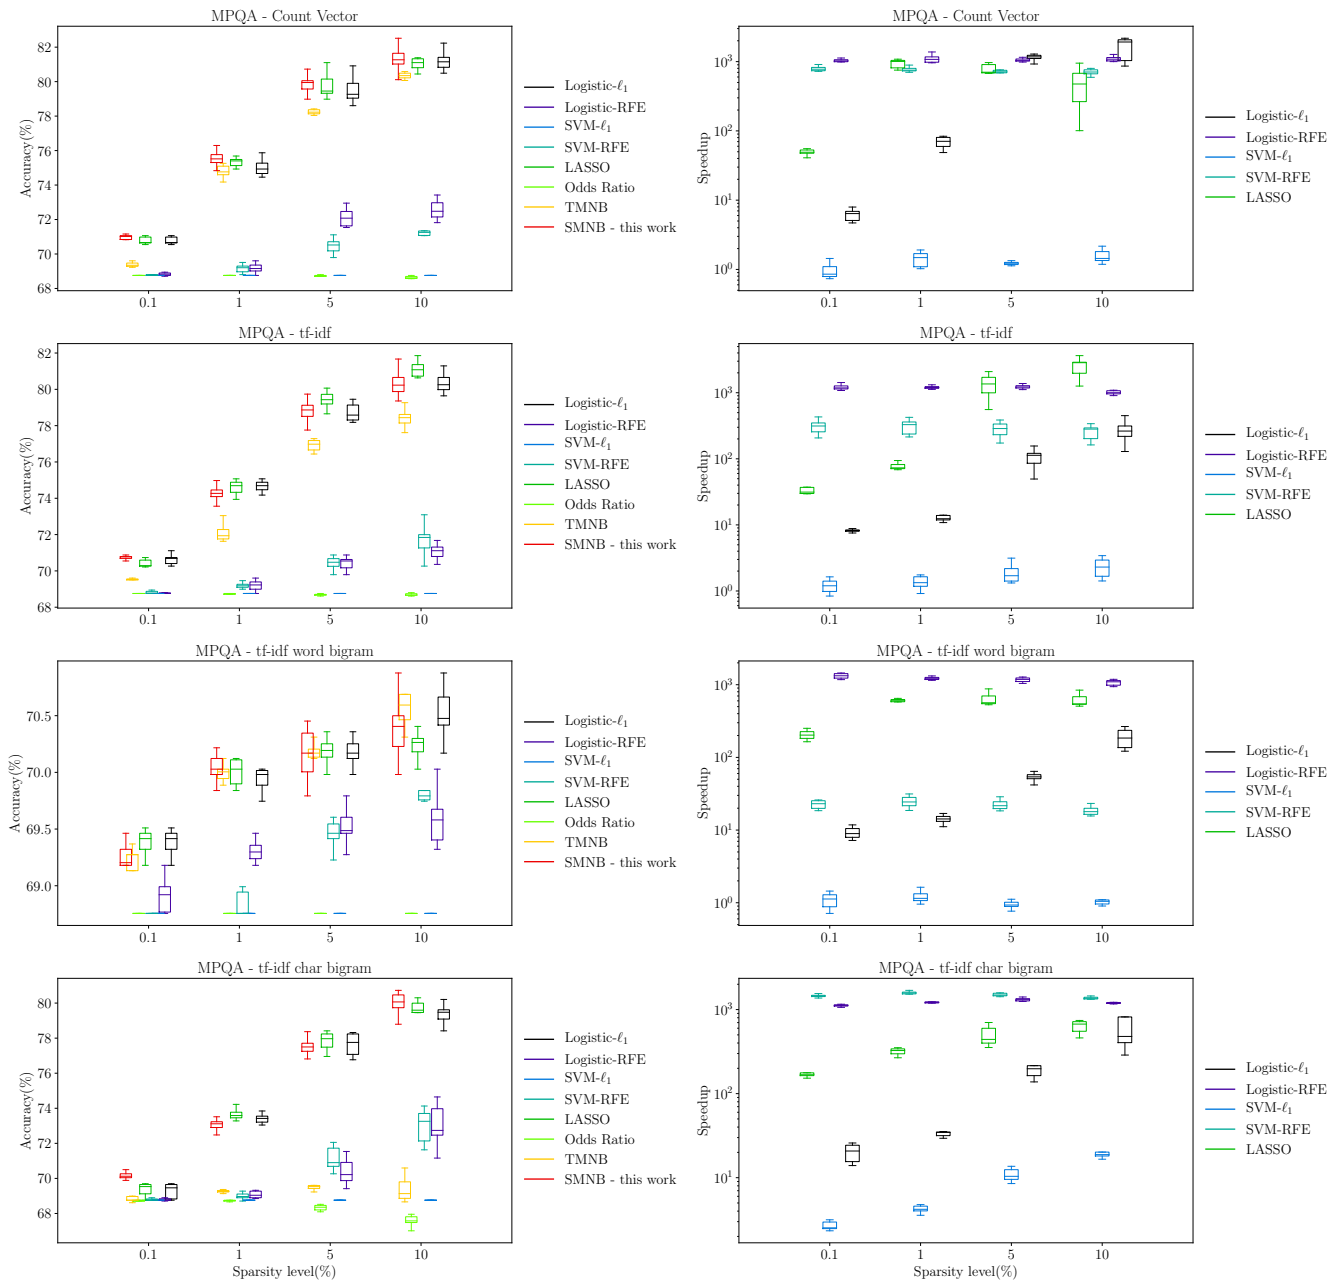 MPQA - Count Vector
Accuracy(%)
82
80
78
76
74
72
70
68
0.1
1
5
10
Logistic-ℓ1
Logistic-RFE
SVM-ℓ1
SVM-RFE
LASSO
Odds Ratio
TMNB
SMNB - this work
MPQA - Count Vector
Speedup
10^3
10^2
10^1
10^0
0.1
1
5
10
Logistic-ℓ1
Logistic-RFE
SVM-ℓ1
SVM-RFE
LASSO
MPQA - tf-idf
Accuracy(%)
82
80
78
76
74
72
70
68
0.1
1
5
10
Logistic-ℓ1
Logistic-RFE
SVM-ℓ1
SVM-RFE
LASSO
Odds Ratio
TMNB
SMNB - this work
MPQA - tf-idf
Speedup
10^3
10^2
10^1
10^0
0.1
1
5
10
Logistic-ℓ1
Logistic-RFE
SVM-ℓ1
SVM-RFE
LASSO
MPQA - tf-idf word bigram
Accuracy(%)
70.5
70.0
69.5
69.0
0.1
1
5
10
Logistic-ℓ1
Logistic-RFE
SVM-ℓ1
SVM-RFE
LASSO
Odds Ratio
TMNB
SMNB - this work
MPQA - tf-idf word bigram
Speedup
10^3
10^2
10^1
10^0
0.1
1
5
10
Logistic-ℓ1
Logistic-RFE
SVM-ℓ1
SVM-RFE
LASSO
MPQA - tf-idf char bigram
Accuracy(%)
80
78
76
74
72
70
68
0.1
1
5
10
Sparsity level(%)
Logistic-ℓ1
Logistic-RFE
SVM-ℓ1
SVM-RFE
LASSO
Odds Ratio
TMNB
SMNB - this work
MPQA - tf-idf char bigram
Speedup
10^3
10^2
10^1
0.1
1
5
10
Sparsity level(%)
Logistic-ℓ1
Logistic-RFE
SVM-ℓ1
SVM-RFE
LASSO